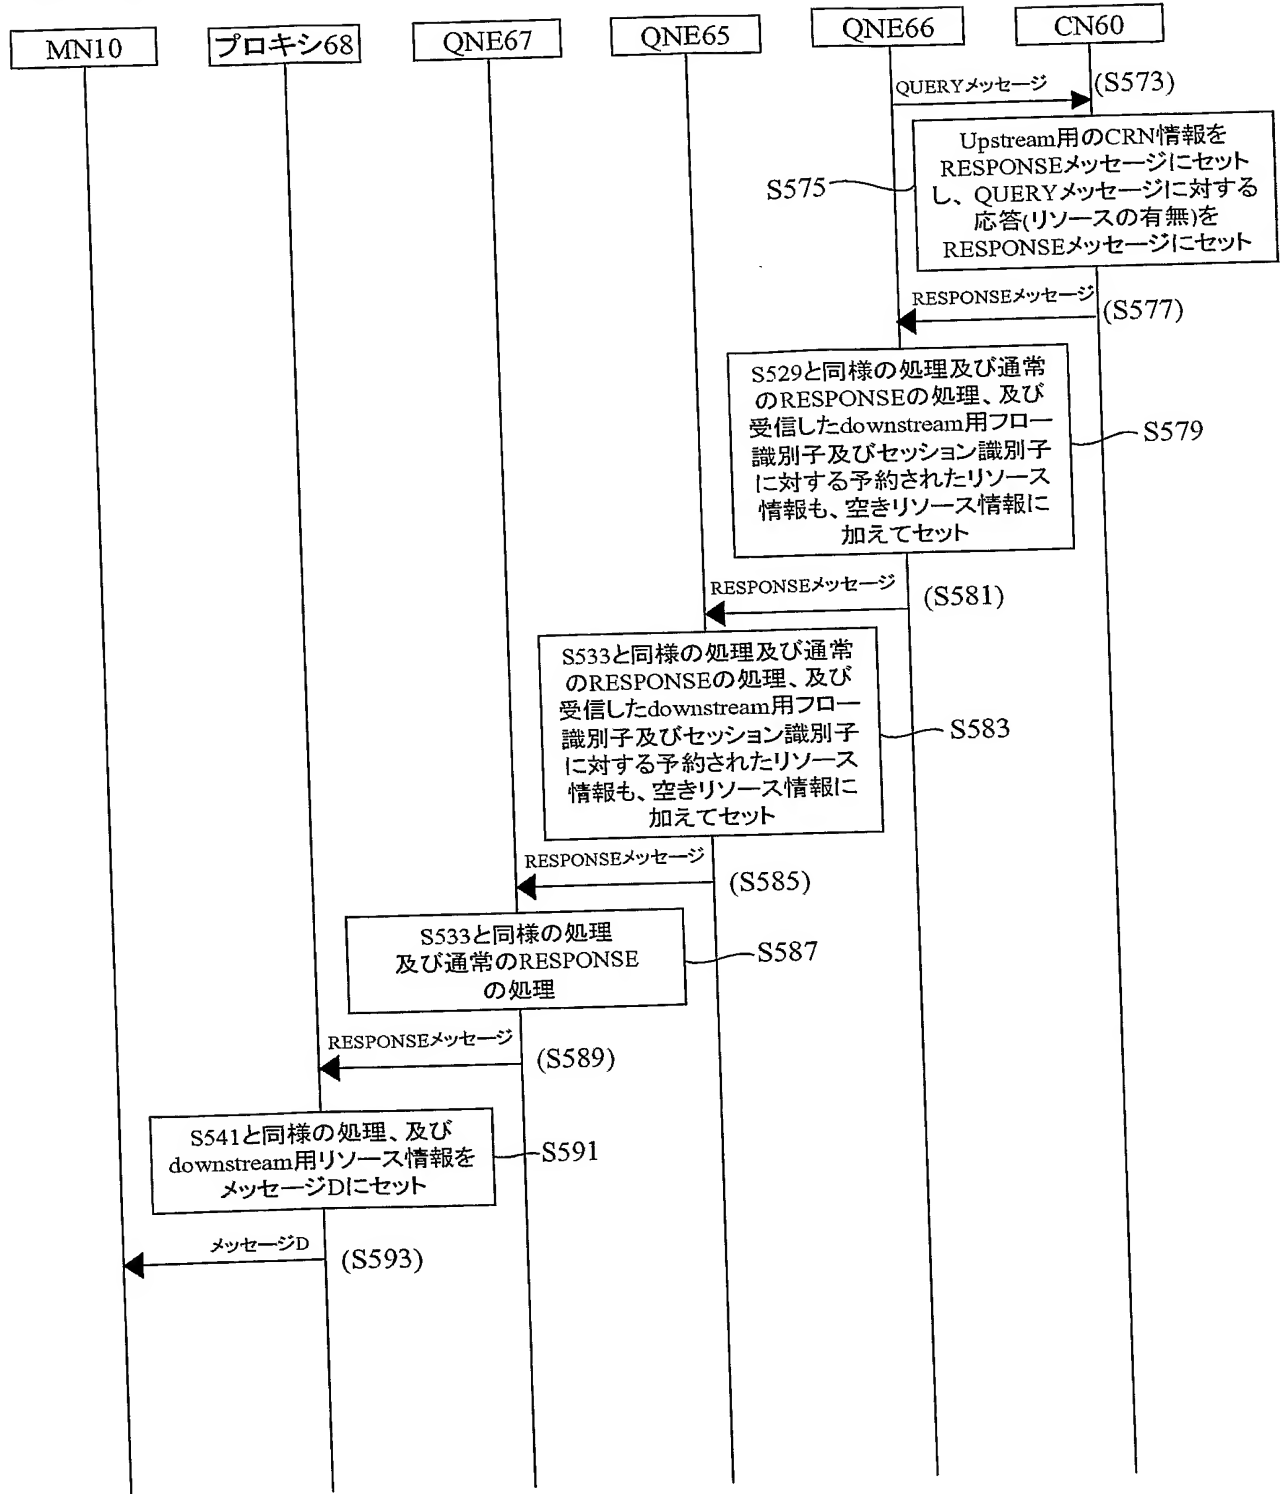 MN10
プロキシ68
QNE67
QNE65
QNE66
CN60
QUERYメッセージ
(S573)
Upstream用のCRN情報を
RESPONSEメッセージにセット
し、QUERYメッセージに対する
応答(リソースの有無)を
RESPONSEメッセージにセット
S575
RESPONSEメッセージ
(S577)
S529と同様の処理及び通常
のRESPONSEの処理、及び
受信したdownstream用フロー
識別子及びセッション識別子
に対する予約されたリソース
情報も、空きリソース情報に
加えてセット
S579
RESPONSEメッセージ
(S581)
S533と同様の処理及び通常
のRESPONSEの処理、及び
受信したdownstream用フロー
識別子及びセッション識別子
に対する予約されたリソース
情報も、空きリソース情報に
加えてセット
S583
RESPONSEメッセージ
(S585)
S533と同様の処理
及び通常のRESPONSE
の処理
S587
RESPONSEメッセージ
(S589)
S541と同様の処理、及び
downstream用リソース情報を
メッセージDにセット
S591
メッセージD
(S593)